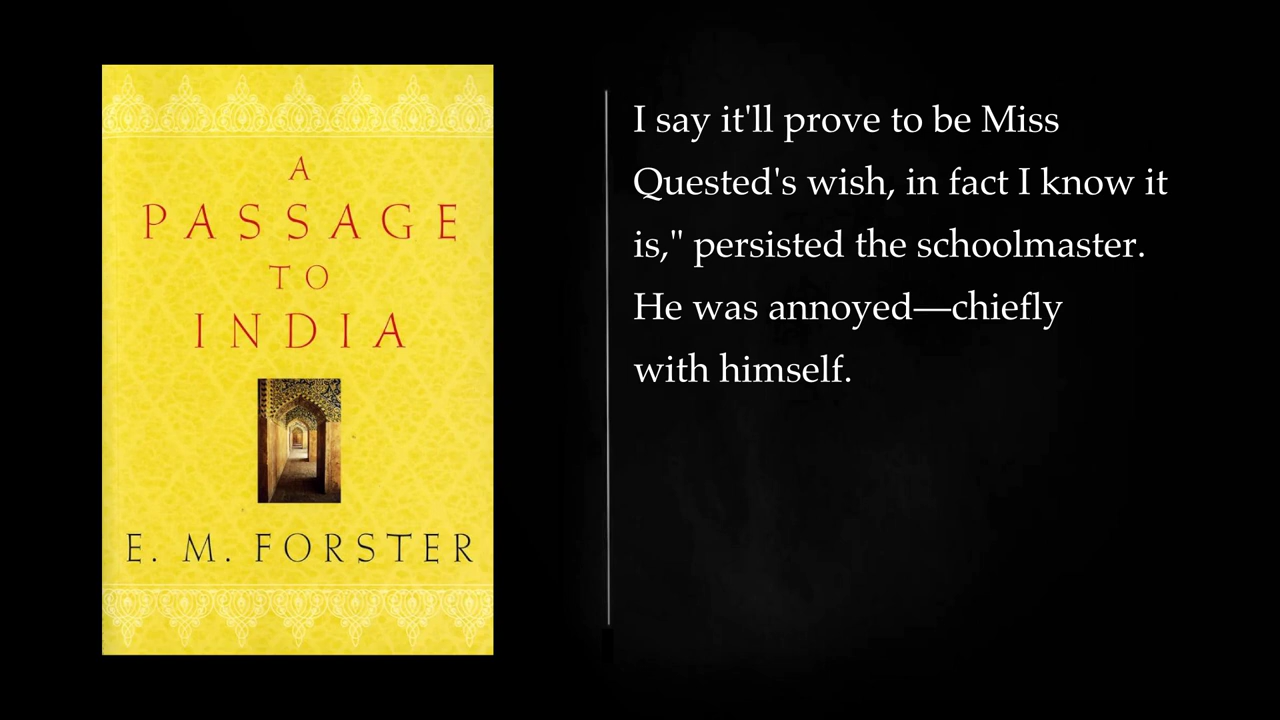 A
PASSAGE
TO
INDIA
E. M. FORSTER
I say it'll prove to be Miss
Quested's wish, in fact I know it
is," persisted the schoolmaster.
He was annoyed—chiefly
with himself.